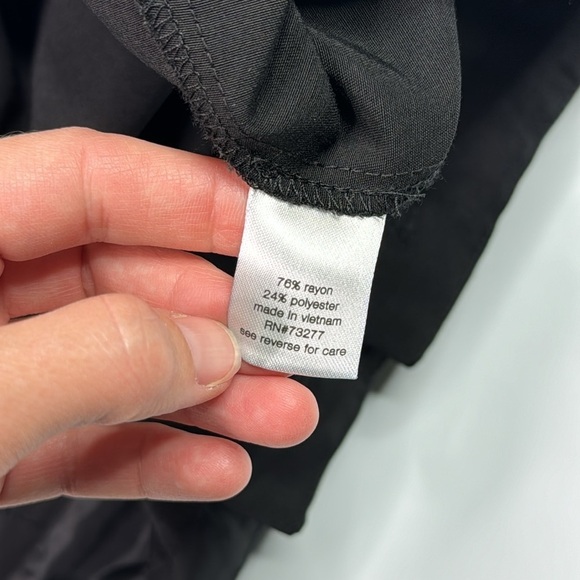 76% rayon
24% polyester
made in vietnam
RN#73277
see reverse for care